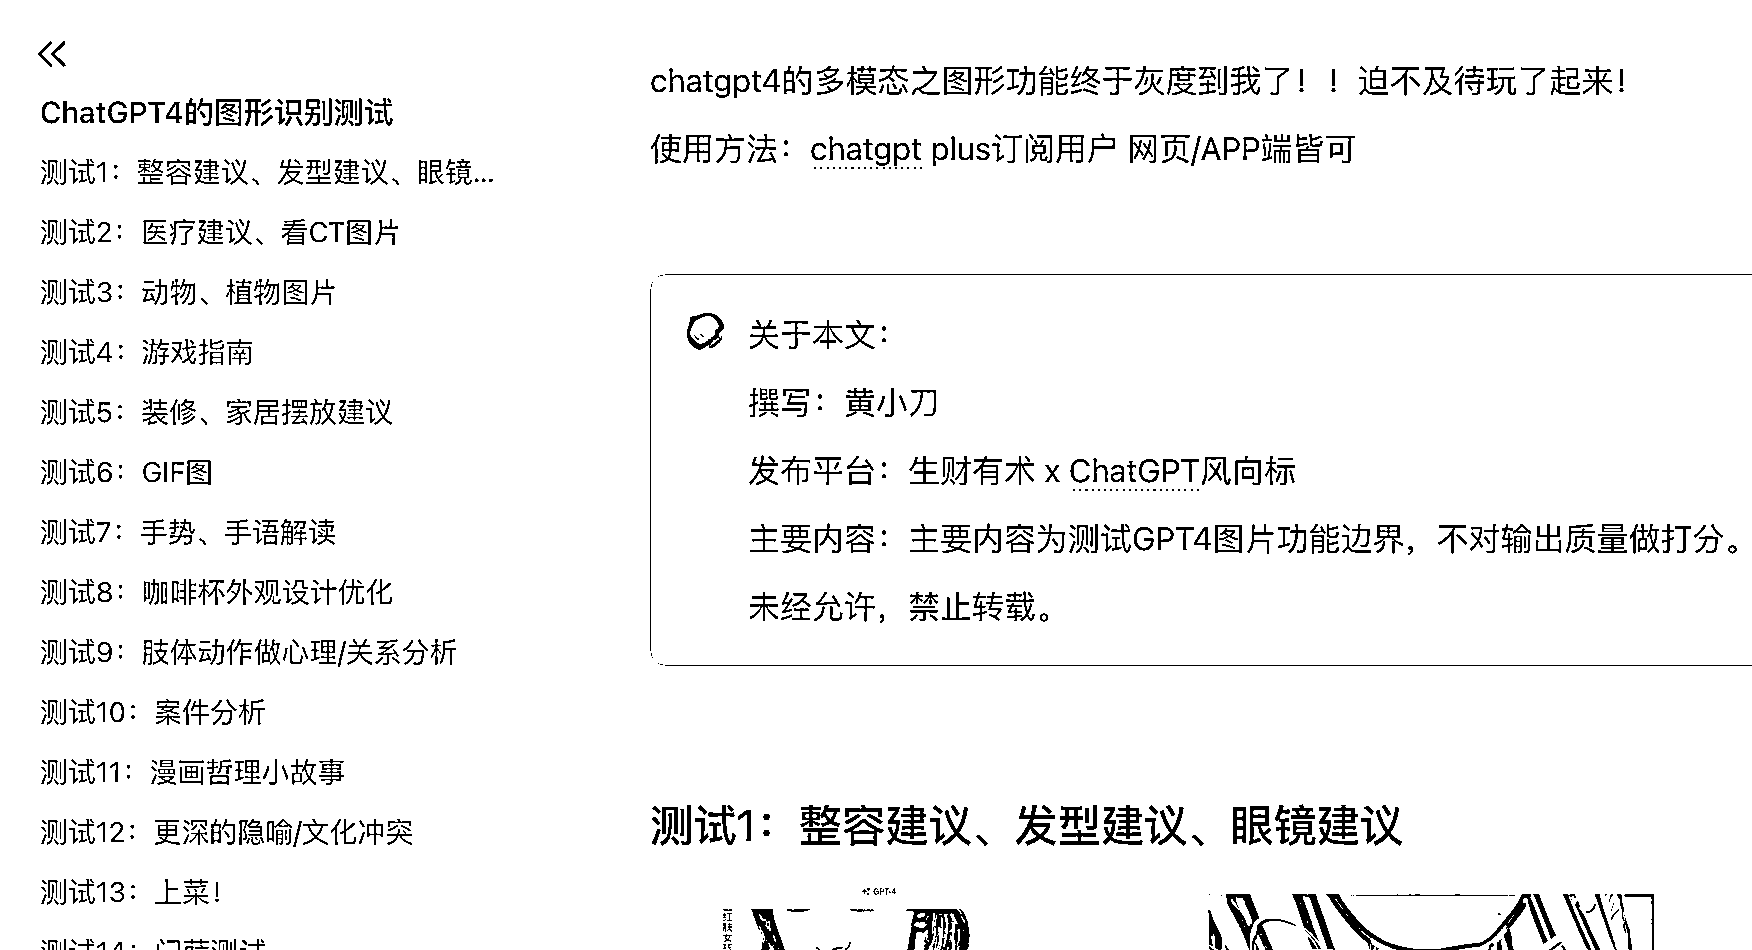 ChatGPT4的图形识别测试
测试1：整容建议、发型建议、眼镜...
测试2：医疗建议、看CT图片
测试3：动物、植物图片
测试4：游戏指南
测试5：装修、家居摆放建议
测试6：GIF图
测试7：手势、手语解读
测试8：咖啡杯外观设计优化
测试9：肢体动作做心理/关系分析
测试10：案件分析
测试11：漫画哲理小故事
测试12：更深的隐喻/文化冲突
测试13：上菜！
chatgpt4的多模态之图形功能终于灰度到我了！！迫不及待玩了起来！
使用方法：chatgpt plus订阅用户 网页/APP端皆可
关于本文：
撰写：黄小刀
发布平台：生财有术 x ChatGPT风向标
主要内容：主要内容为测试GPT4图片功能边界，不对输出质量做打分。
未经允许，禁止转载。
测试1：整容建议、发型建议、眼镜建议
GPT-4